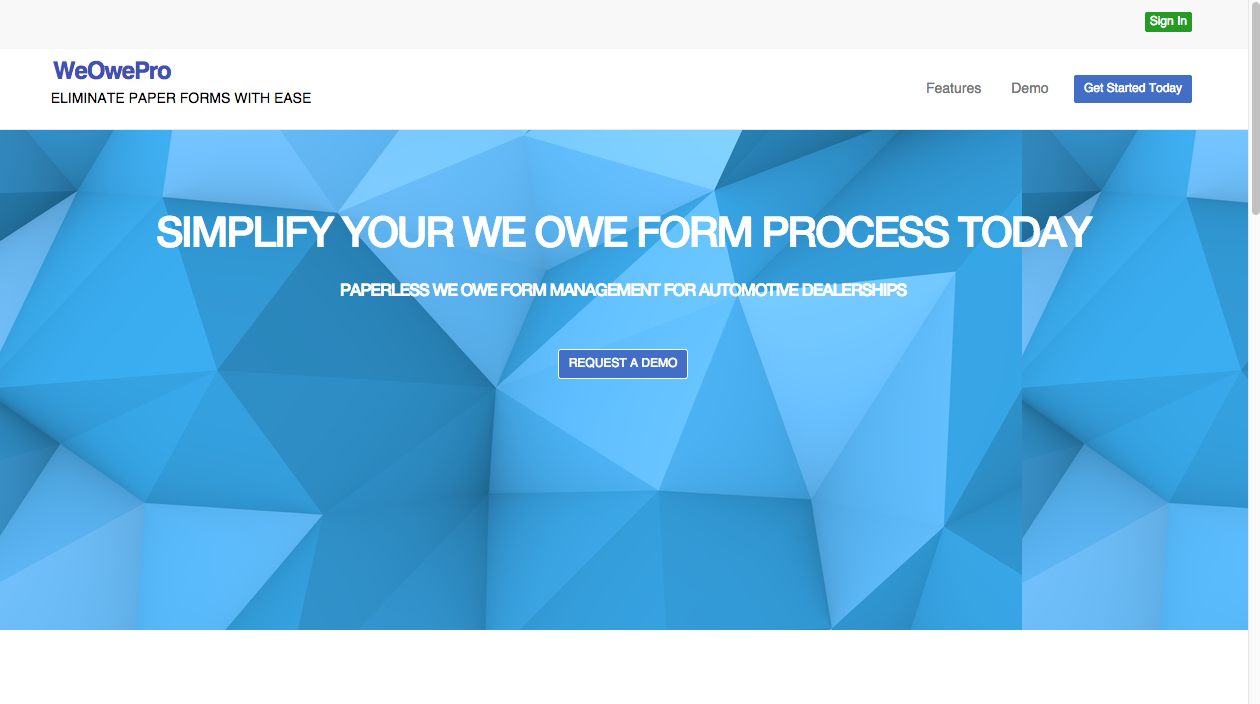 Sign In
WeOwePro
ELIMINATE PAPER FORMS WITH EASE
Features Demo Get Started Today
SIMPLIFY YOUR WE OWE FORM PROCESS TODAY
PAPERLESS WE OWE FORM MANAGEMENT FOR AUTOMOTIVE DEALERSHIPS
REQUEST A DEMO